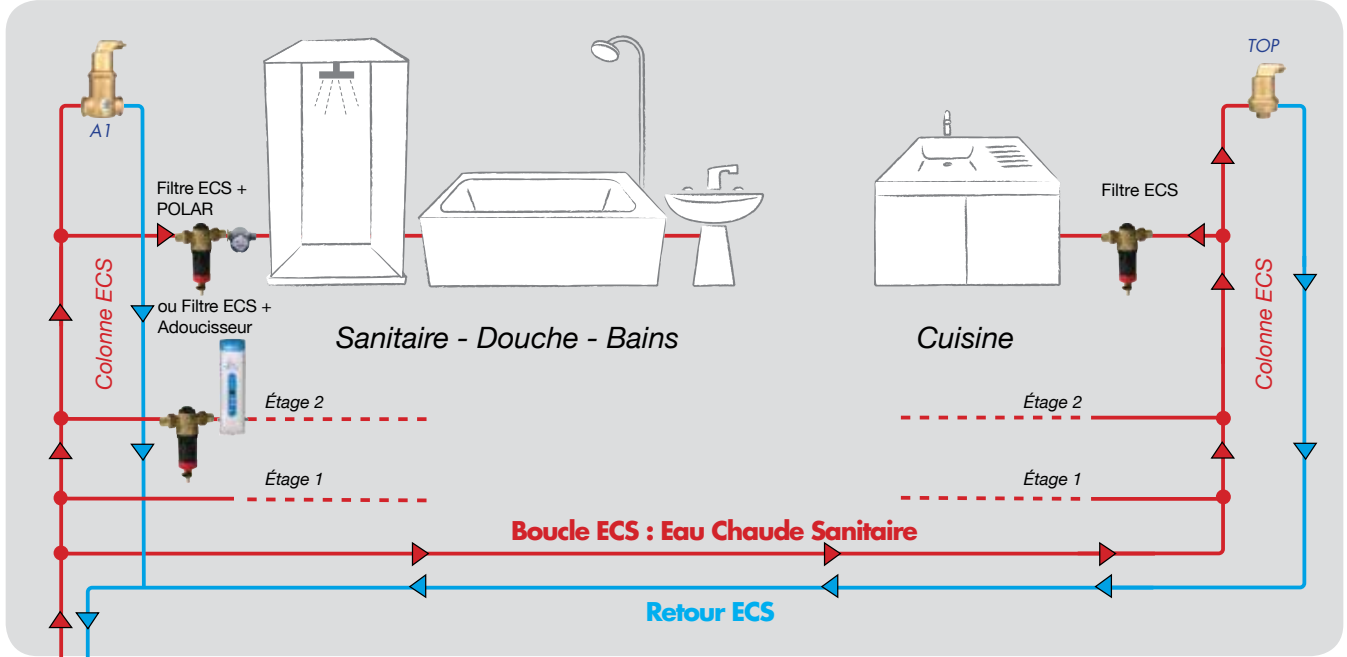 TOP
A1
Filtre ECS +
POLAR
Filtre ECS
Colonne ECS
ou Filtre ECS +
Adoucisseur
Sanitaire - Douche - Bains
Cuisine
Colonne ECS
Étage 2
Étage 2
Étage 1
Étage 1
Boucle ECS : Eau Chaude Sanitaire
Retour ECS